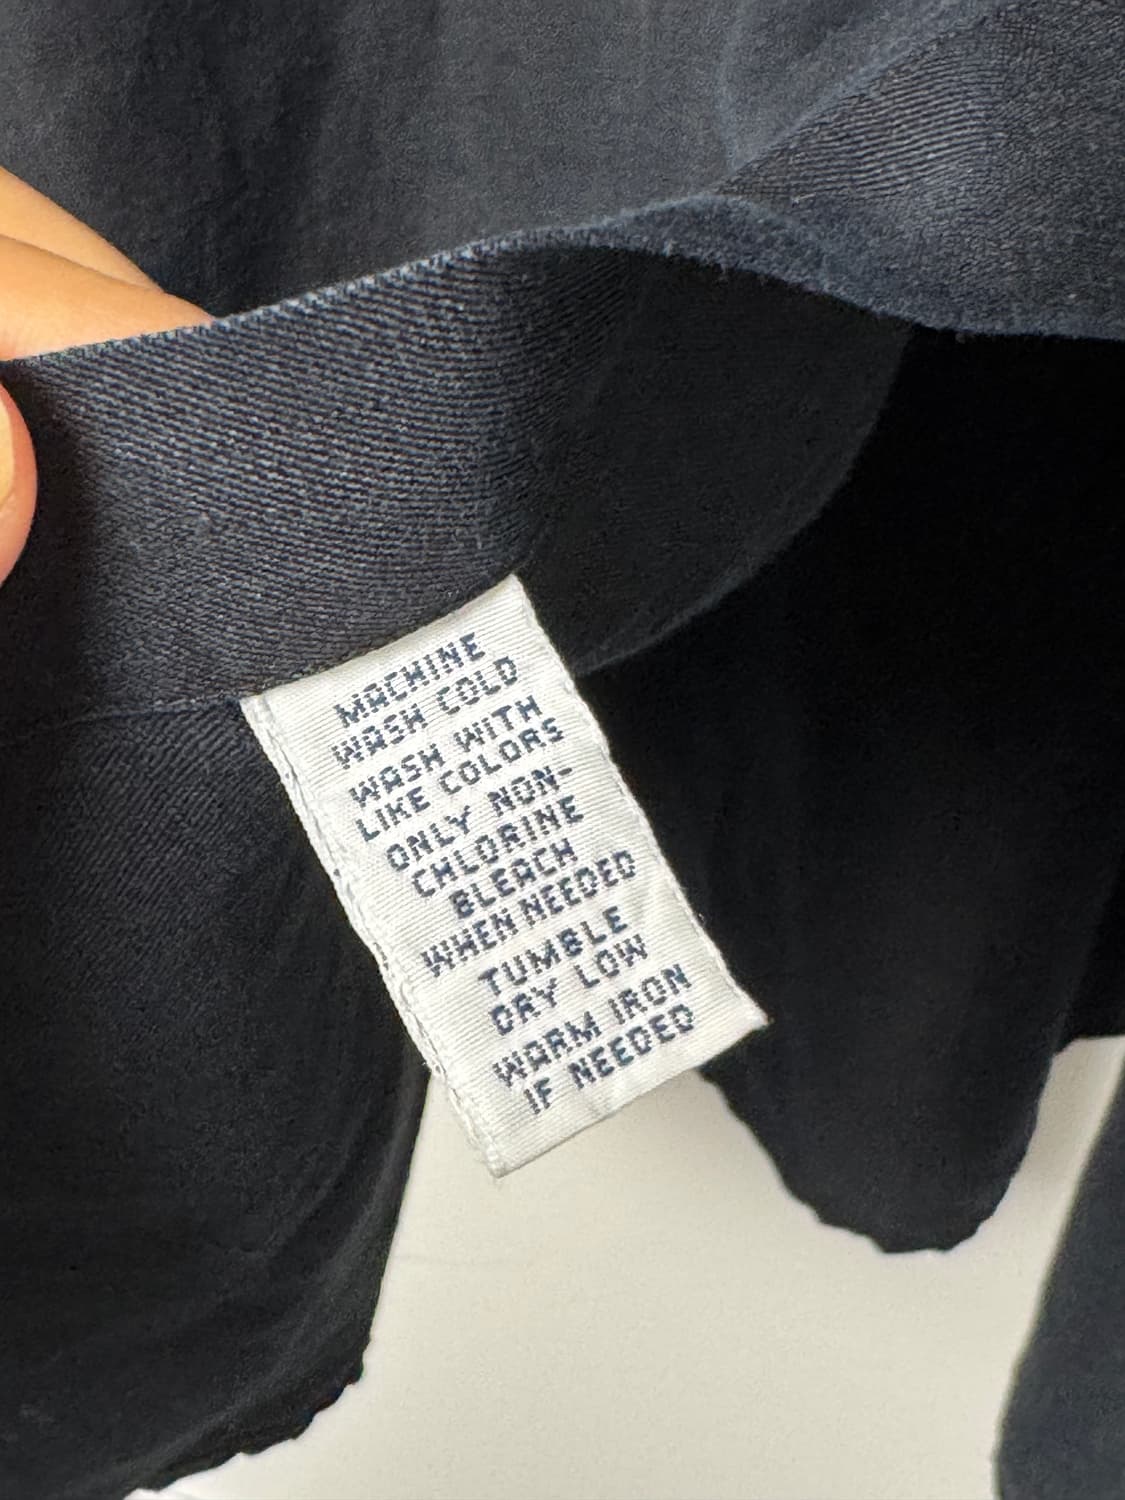 MACHINE
WASH COLD
WASH WITH
LIKE COLORS
ONLY NON-
CHLORINE
BLEACH
WHEN NEEDED
TUMBLE
DRY LOW
WARM IRON
IF NEEDED